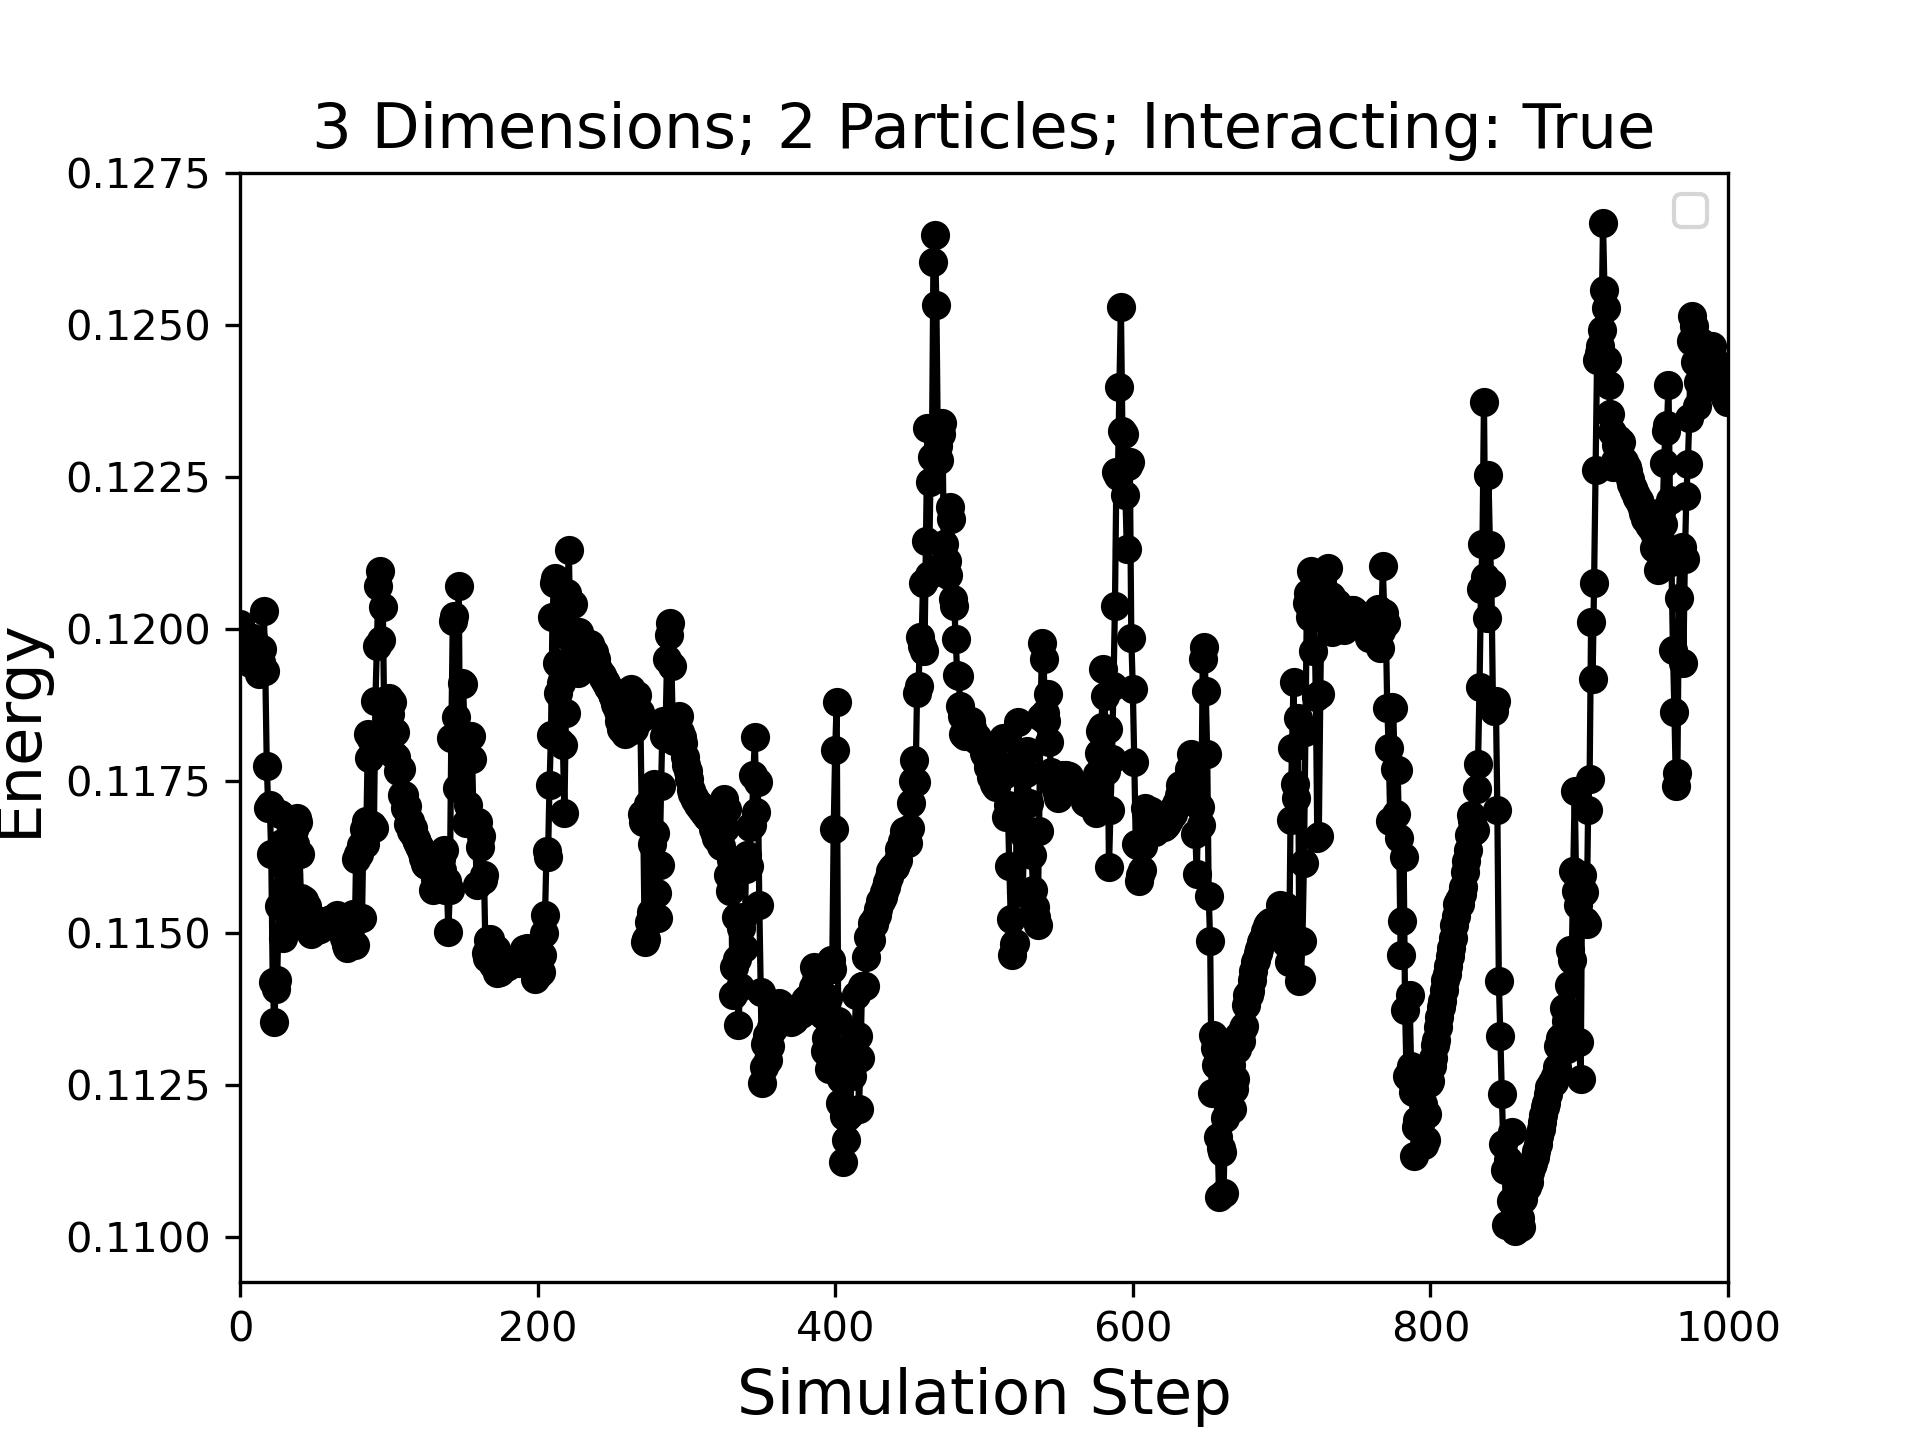 3 Dimensions; 2 Particles; Interacting: True
0.1275
0.1250
0.1225
0.1200
0.1175
0.1150
0.1125
0.1100
Energy
0 200 400 600 800 1000
Simulation Step